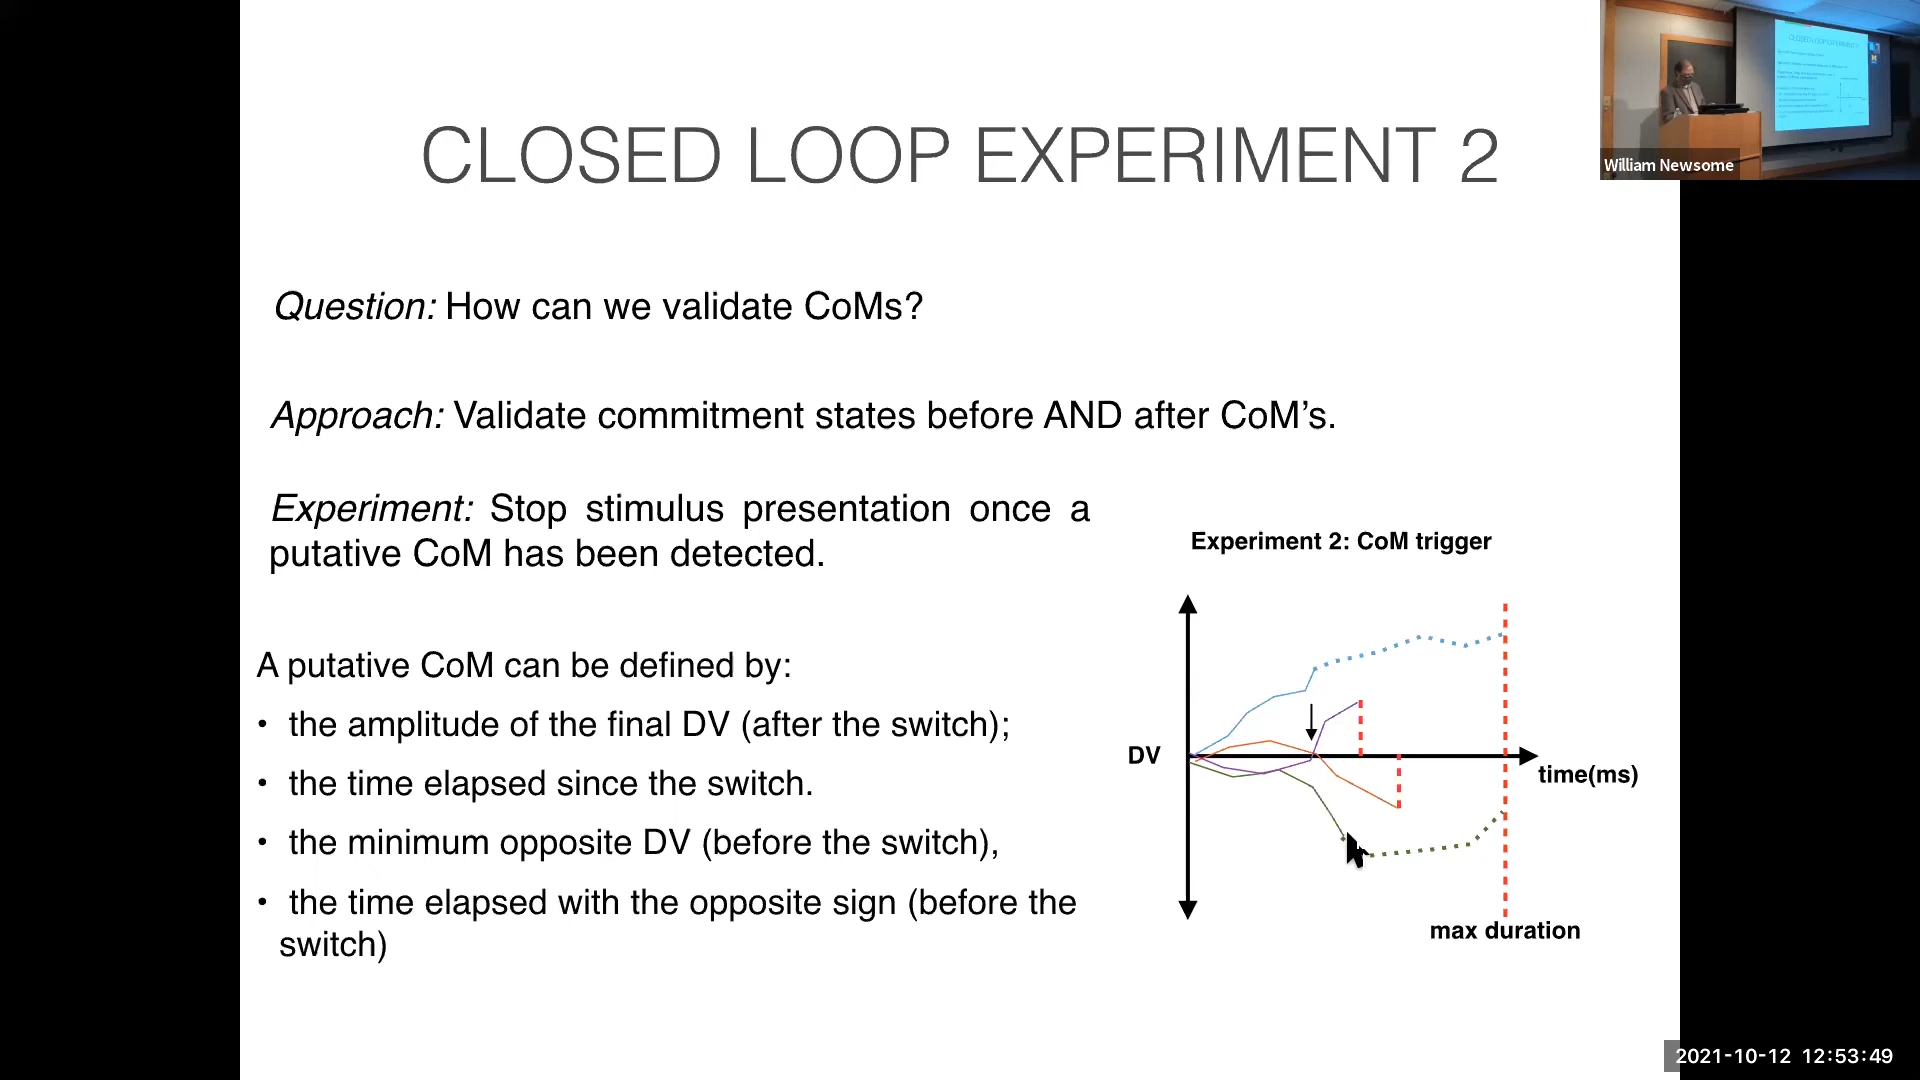 CLOSED LOOP EXPERIMENT 2
William Newsome
Question: How can we validate CoMs?
Approach: Validate commitment states before AND after CoM's.
Experiment: Stop stimulus presentation once a
putative CoM has been detected.
A putative CoM can be defined by:
• the amplitude of the final DV (after the switch);
• the time elapsed since the switch.
• the minimum opposite DV (before the switch),
• the time elapsed with the opposite sign (before the
switch)
Experiment 2: CoM trigger
DV
time(ms)
max duration
2021-10-12 12:53:49